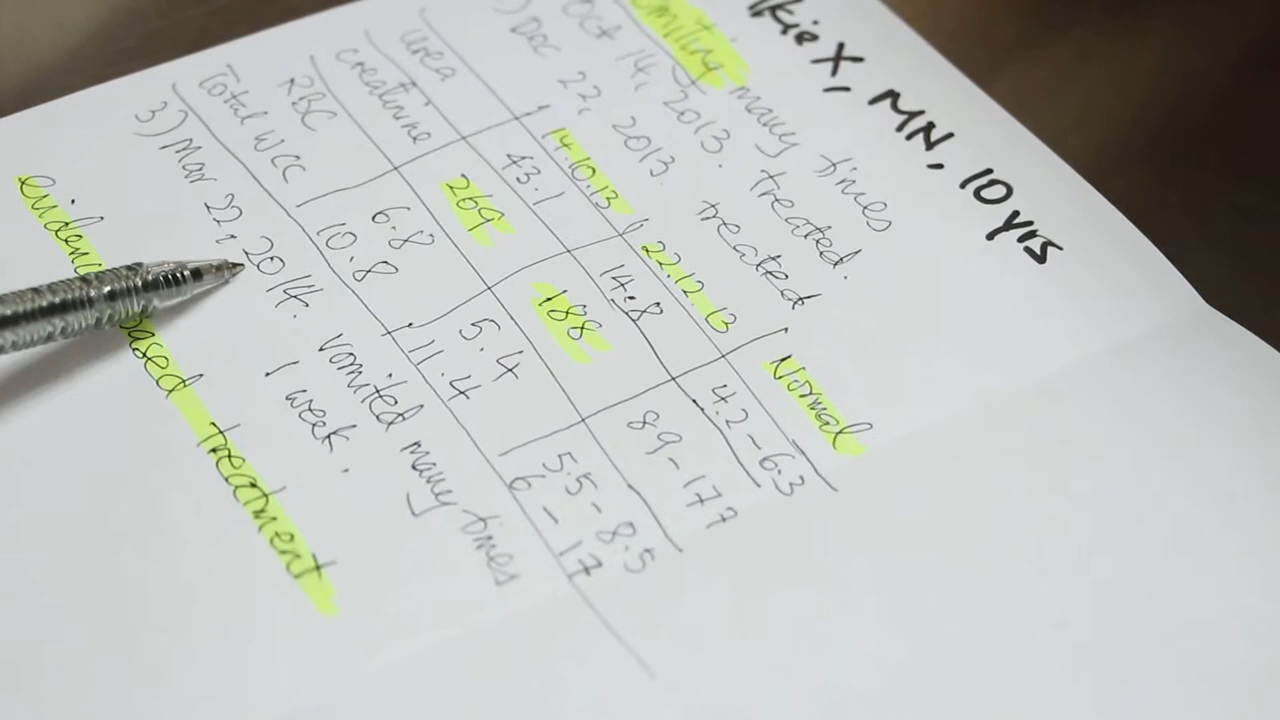 kie X, MN, 10 yrs
miting many times
Oct 14, 2013. treated.
) Dec 22, 2013. treated
14.10.13 22.12.13 Normal
Urea 43.1 14.8 4.2-6.3
creatinine 269 188 89-177
RBC 6.8 5.4 5.5-8.5
Total WCC 10.8 11.4 6-17
3) Mar 22, 2014. vomited many times
1 week.
evidenc based treatment